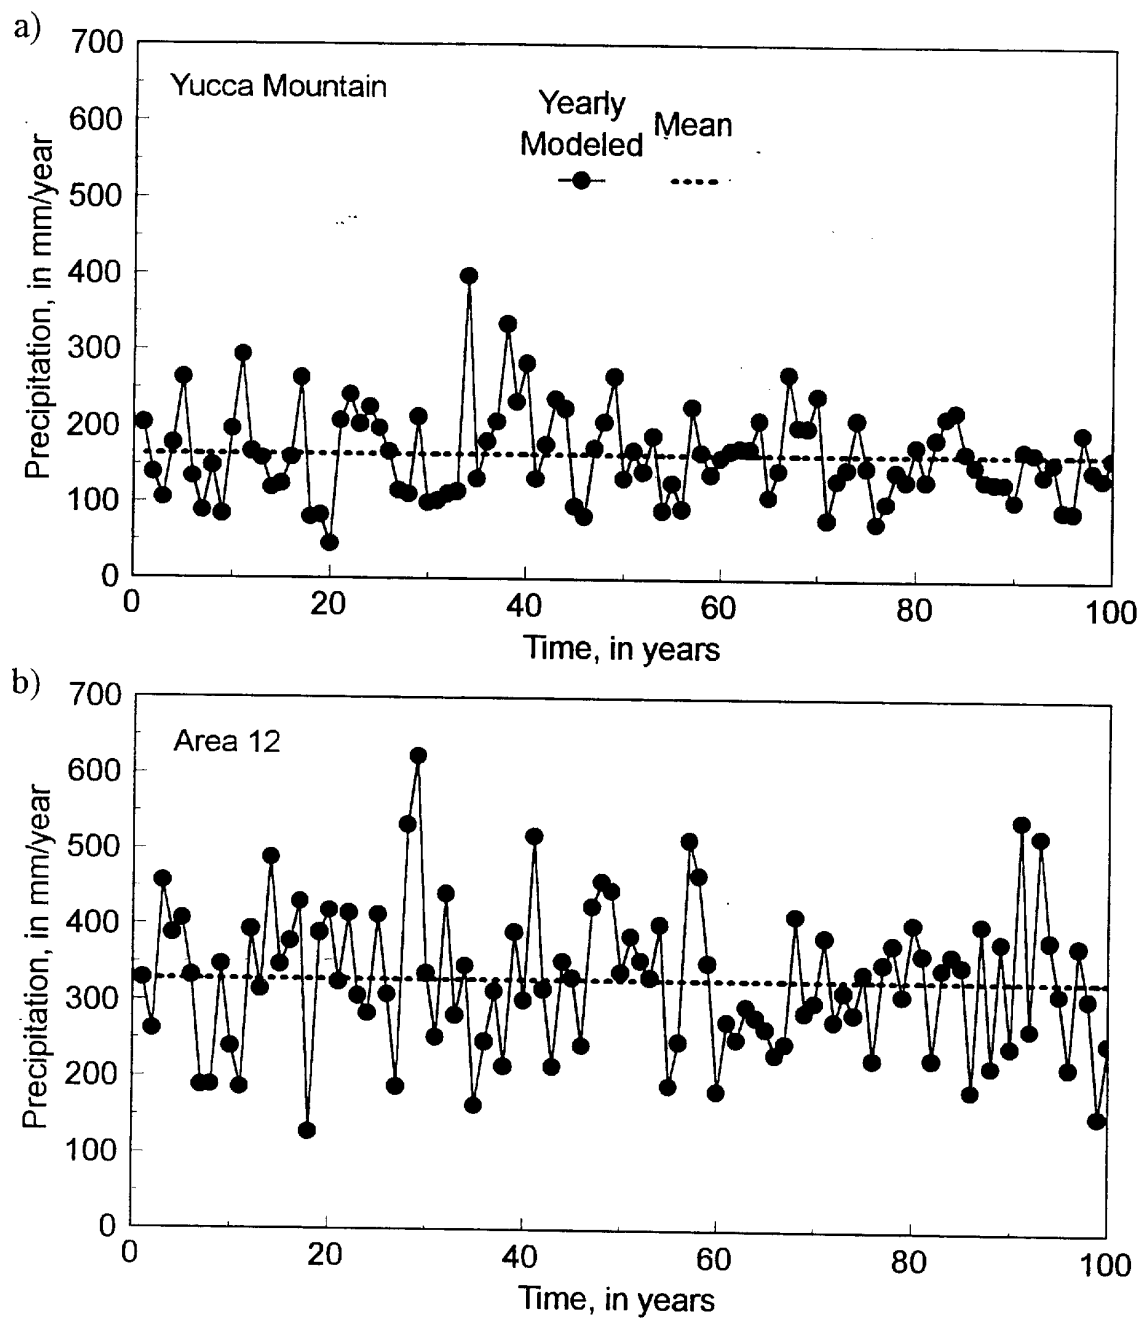 a)
700
Yucca Mountain
Yearly
Modeled
Mean
600
500
400
300
200
100
0
Precipitation, in mm/year
0 20 40 60 80 100
Time, in years
b)
700
Area 12
600
500
400
300
200
100
0
Precipitation, in mm/year
0 20 40 60 80 100
Time, in years